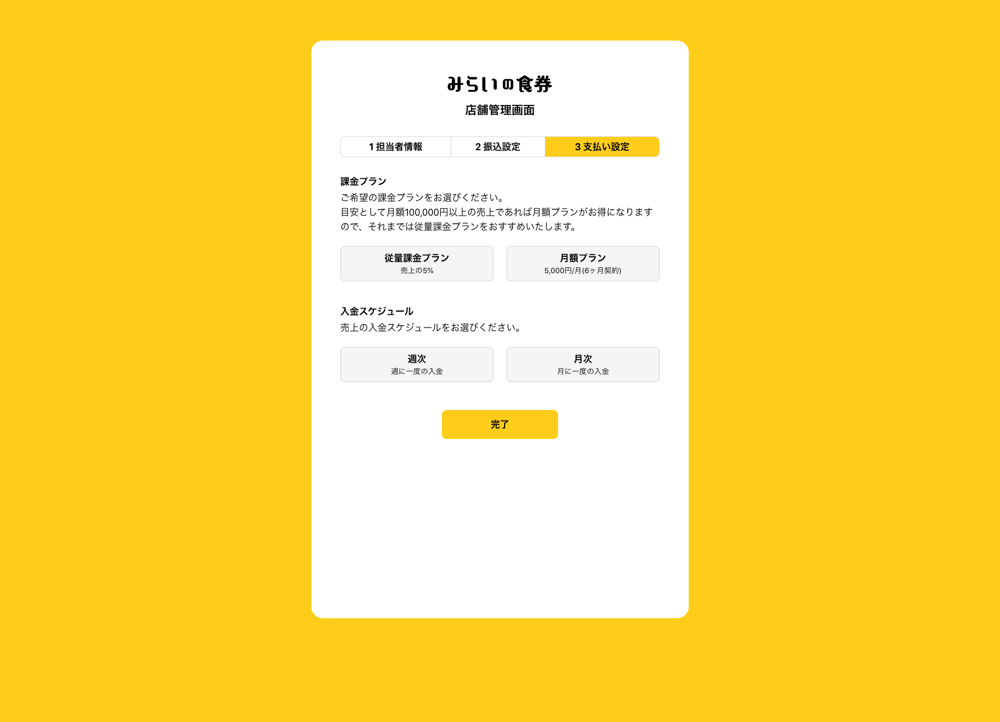 みらいの食券
店舗管理画面
1 担当者情報
2 振込設定
3 支払い設定
課金プラン
ご希望の課金プランをお選びください。
目安として月額100,000円以上の売上であれば月額プランがお得になります
ので、それまでは従量課金プランをおすすめいたします。
従量課金プラン
売上の5%
月額プラン
5,000円/月(6ヶ月契約)
入金スケジュール
売上の入金スケジュールをお選びください。
週次
週に一度の入金
月次
月に一度の入金
完了